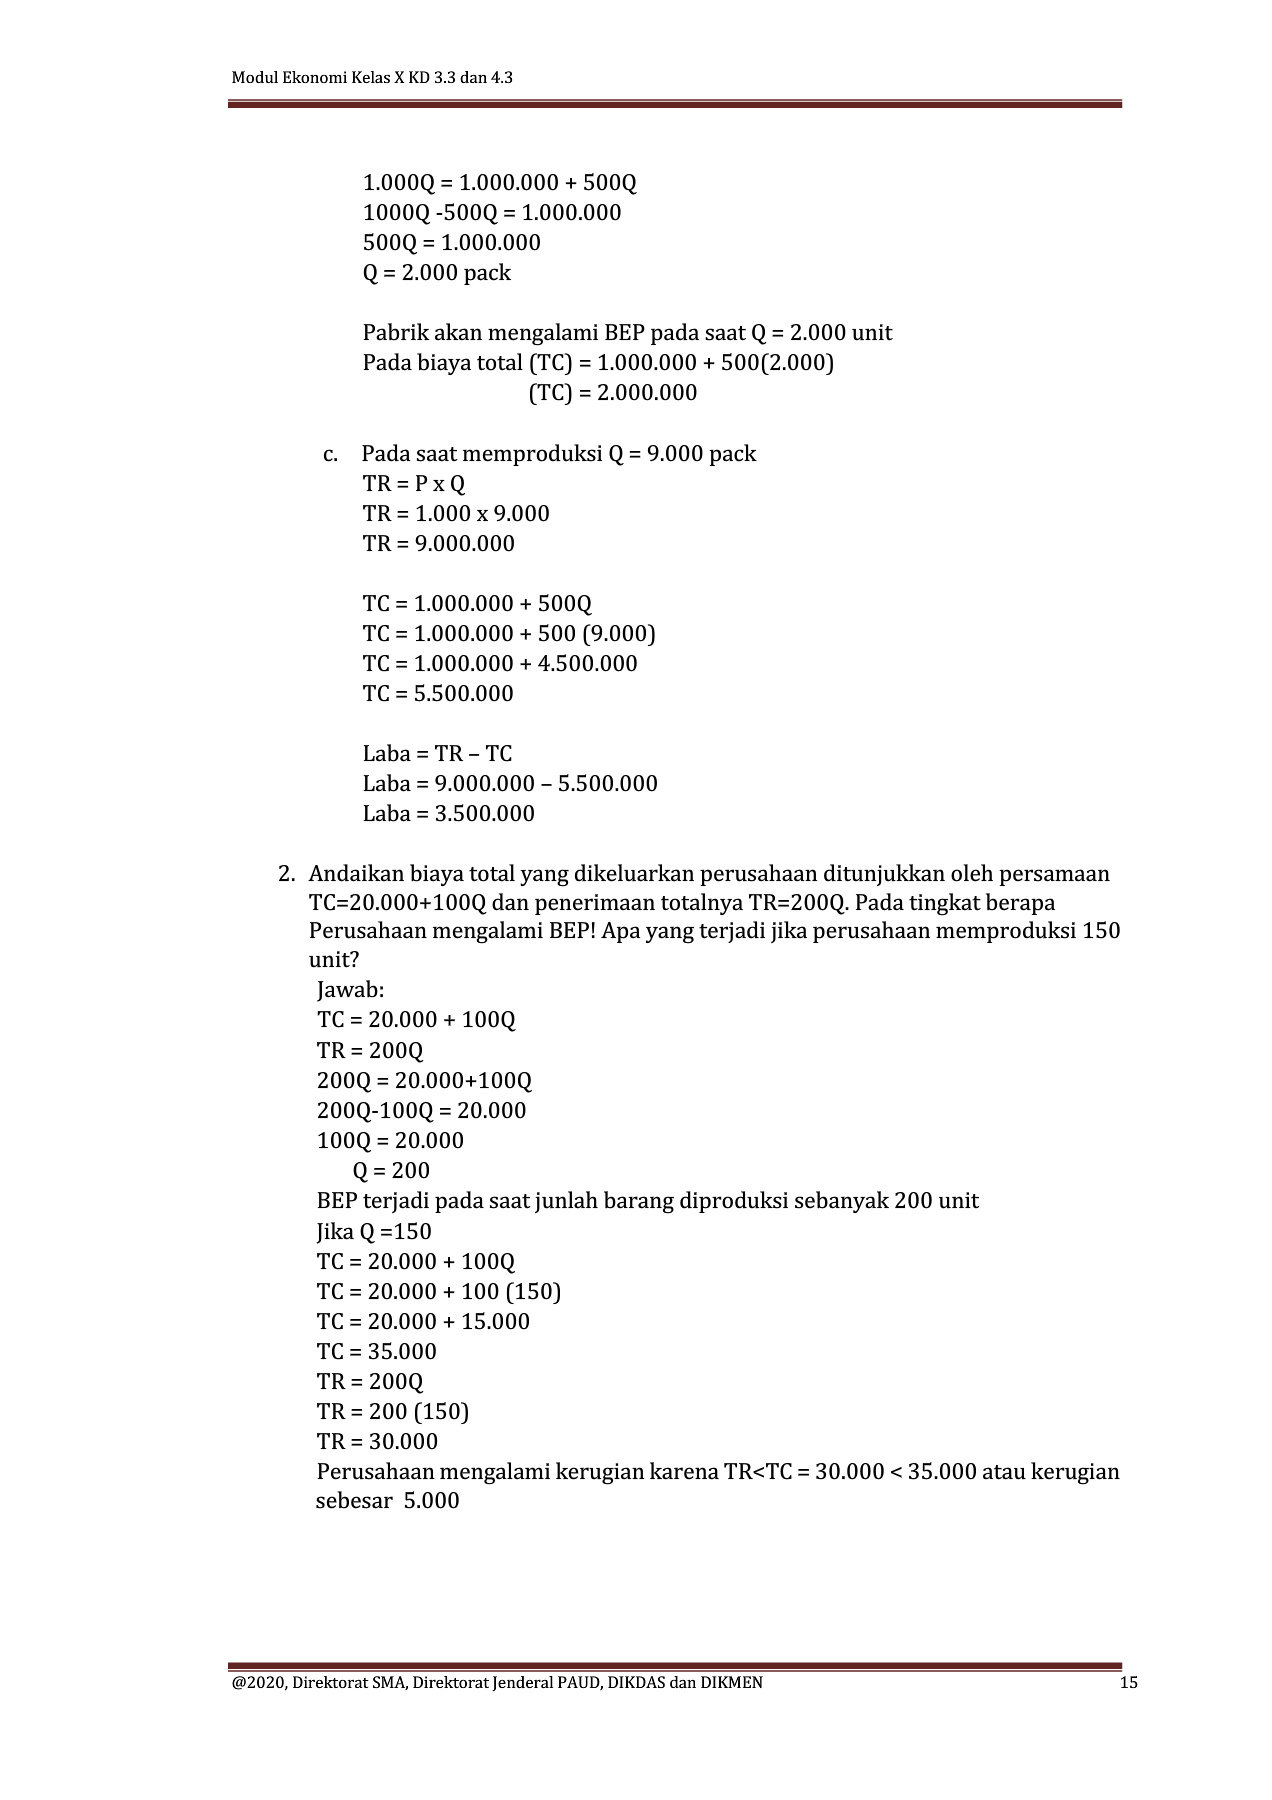 Modul Ekonomi Kelas X KD 3.3 dan 4.3
1.000Q = 1.000.000 + 500Q
1000Q -500Q = 1.000.000
500Q = 1.000.000
Q = 2.000 pack
Pabrik akan mengalami BEP pada saat Q = 2.000 unit
Pada biaya total (TC) = 1.000.000 + 500(2.000)
(TC) = 2.000.000
c. Pada saat memproduksi Q = 9.000 pack
TR = P x Q
TR = 1.000 x 9.000
TR = 9.000.000
TC = 1.000.000 + 500Q
TC = 1.000.000 + 500 (9.000)
TC = 1.000.000 + 4.500.000
TC = 5.500.000
Laba = TR – TC
Laba = 9.000.000 – 5.500.000
Laba = 3.500.000
2. Andaikan biaya total yang dikeluarkan perusahaan ditunjukkan oleh persamaan
TC=20.000+100Q dan penerimaan totalnya TR=200Q. Pada tingkat berapa
Perusahaan mengalami BEP! Apa yang terjadi jika perusahaan memproduksi 150
unit?
Jawab:
TC = 20.000 + 100Q
TR = 200Q
200Q = 20.000+100Q
200Q-100Q = 20.000
100Q = 20.000
Q = 200
BEP terjadi pada saat junlah barang diproduksi sebanyak 200 unit
Jika Q =150
TC = 20.000 + 100Q
TC = 20.000 + 100 (150)
TC = 20.000 + 15.000
TC = 35.000
TR = 200Q
TR = 200 (150)
TR = 30.000
Perusahaan mengalami kerugian karena TR<TC = 30.000 < 35.000 atau kerugian
sebesar 5.000
@2020, Direktorat SMA, Direktorat Jenderal PAUD, DIKDAS dan DIKMEN 15